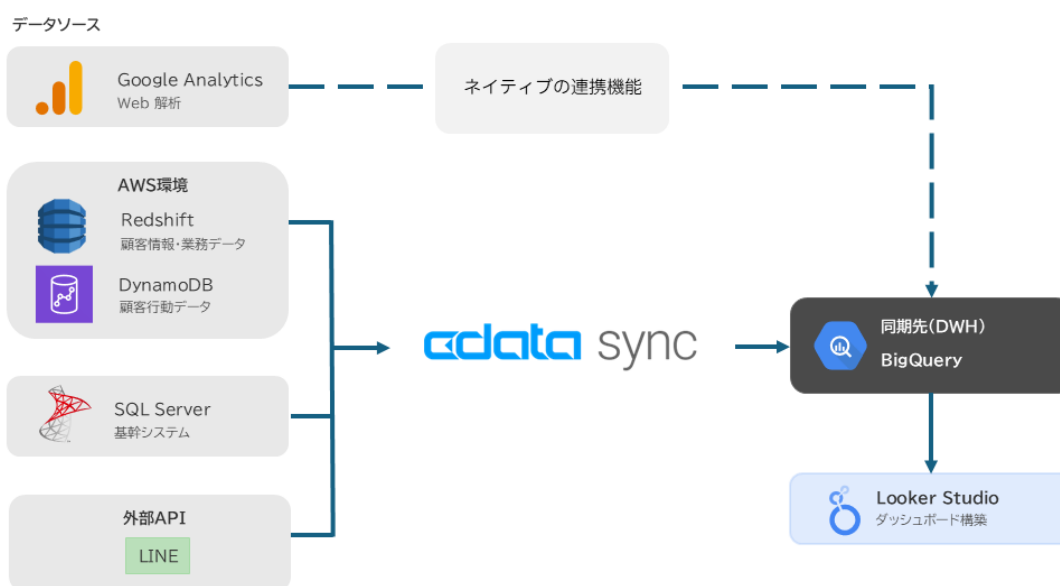 データソース
Google Analytics
Web 解析
ネイティブの連携機能
AWS環境
Redshift
顧客情報・業務データ
DynamoDB
顧客行動データ
cdata sync
同期先(DWH)
BigQuery
SQL Server
基幹システム
Looker Studio
ダッシュボード構築
外部API
LINE